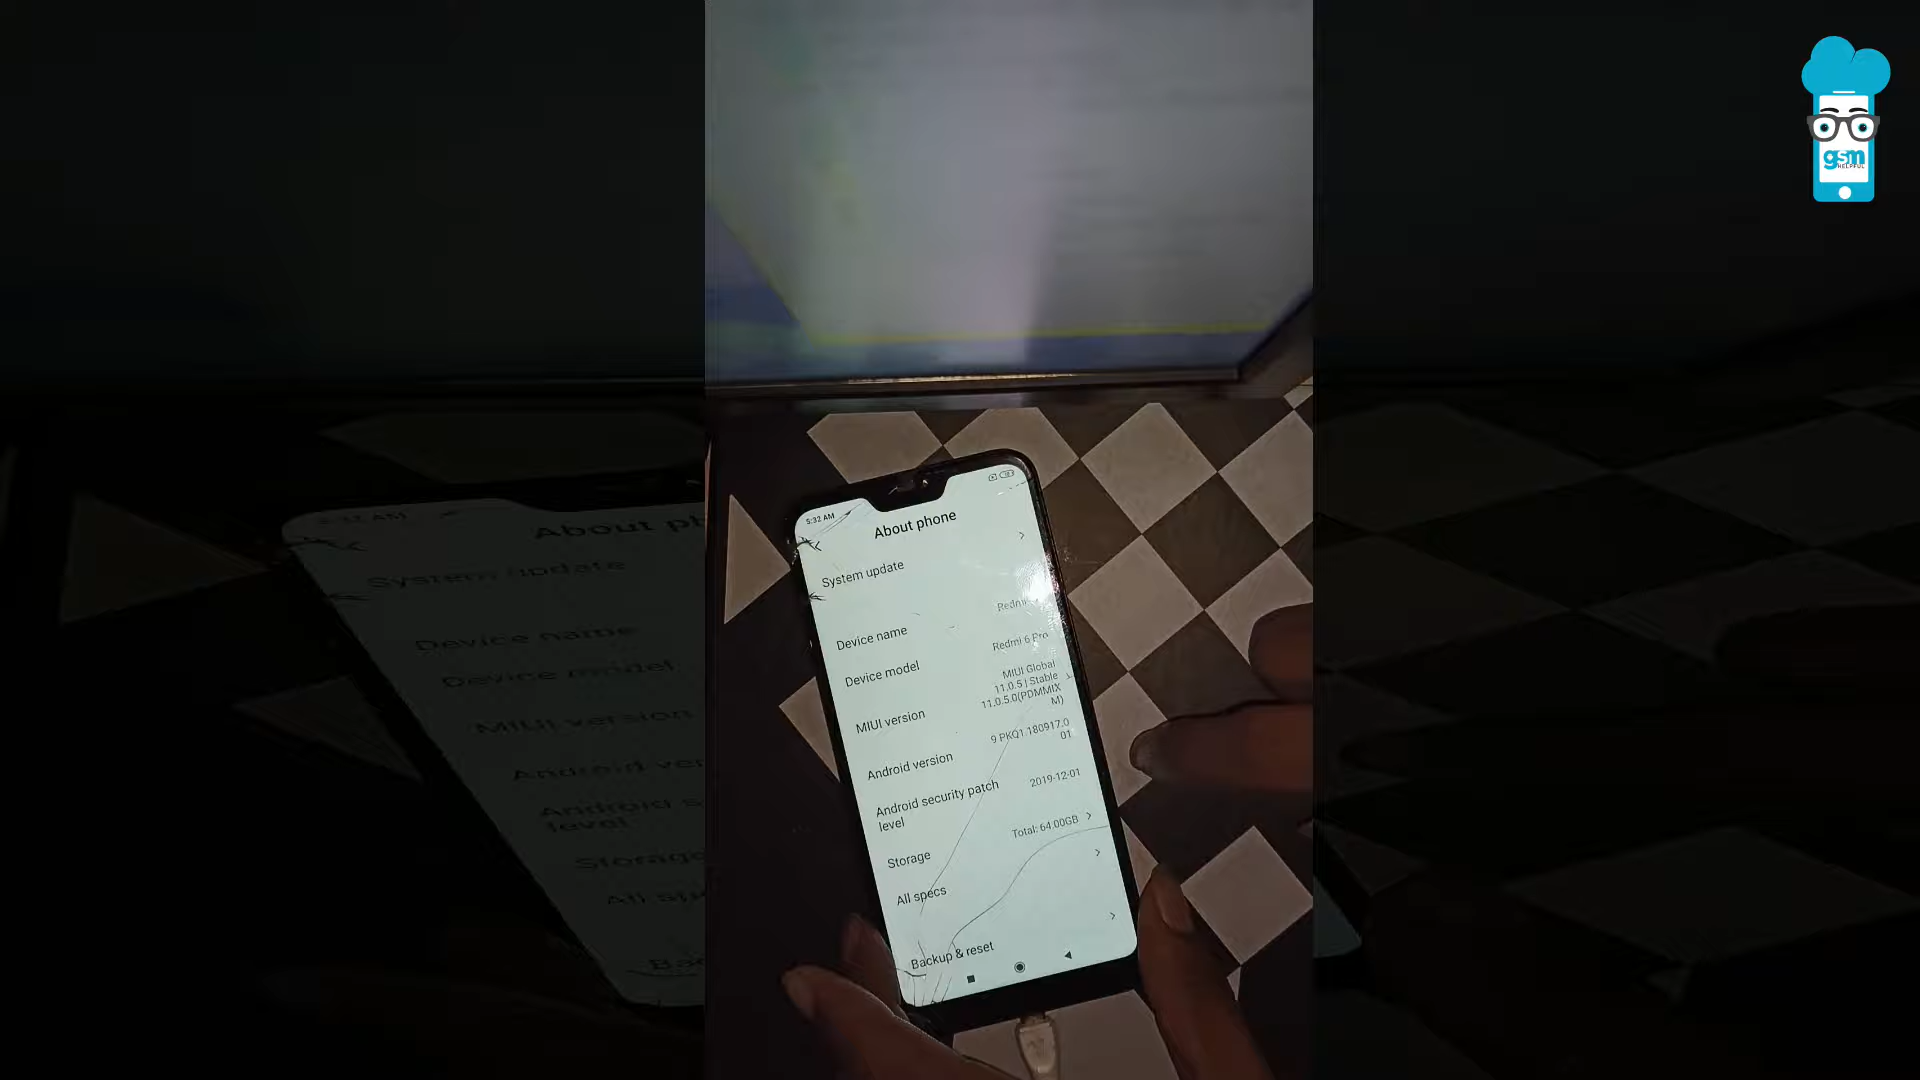 gsm
HELPFUL
5:32 AM
About phone
System update
Device name
Redmi
Device model
Redmi 6 Pro
MIUI version
MIUI Global
11.0.5 | Stable
11.0.5.0(PDMMIX
M)
Android version
9 PKQ1.180917.0
01
Android security patch
level
2019-12-01
Storage
Total: 64.00GB
All specs
Backup & reset